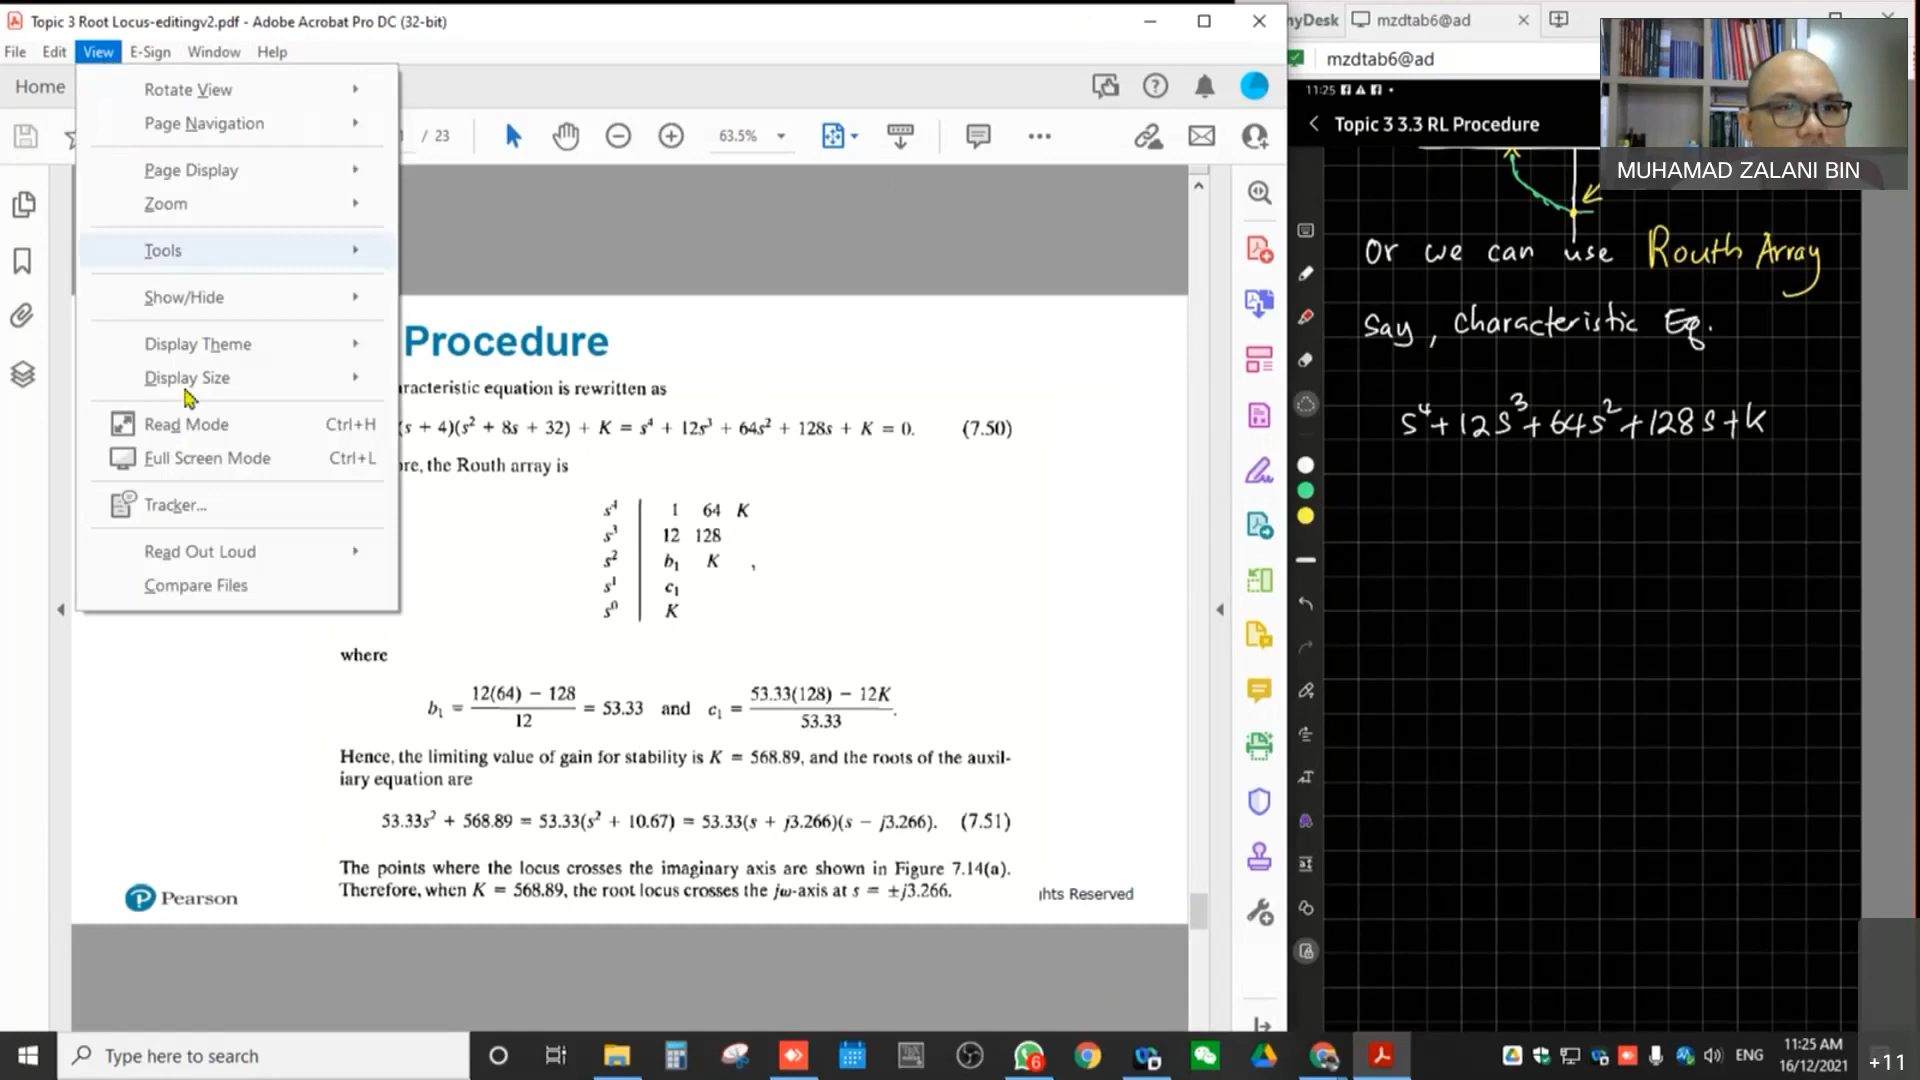 Topic 3 Root Locus-editingv2.pdf - Adobe Acrobat Pro DC (32-bit)
File Edit View E-Sign Window Help
Home
/ 23
63.5%
Rotate View
Page Navigation
Page Display
Zoom
Tools
Show/Hide
Display Theme
Display Size
Read Mode Ctrl+H
Full Screen Mode Ctrl+L
Tracker...
Read Out Loud
Compare Files
Procedure
racteristic equation is rewritten as
(s + 4)(s² + 8s + 32) + K = s⁴ + 12s³ + 64s² + 128s + K = 0. (7.50)
re, the Routh array is
s⁴ | 1 64 K
s³ | 12 128
s² | b₁ K ,
s¹ | c₁
s⁰ | K
where
b₁ = (12(64) − 128)/12 = 53.33 and c₁ = (53.33(128) − 12K)/53.33.
Hence, the limiting value of gain for stability is K = 568.89, and the roots of the auxil-
iary equation are
53.33s² + 568.89 = 53.33(s² + 10.67) = 53.33(s + j3.266)(s − j3.266). (7.51)
The points where the locus crosses the imaginary axis are shown in Figure 7.14(a).
Therefore, when K = 568.89, the root locus crosses the jω-axis at s = ±j3.266.
Pearson
hts Reserved
nyDesk mzdtab6@ad
mzdtab6@ad
11:25
Topic 3 3.3 RL Procedure
MUHAMAD ZALANI BIN
Or we can use Routh Array
Say, Characteristic Eq.
s⁴+12s³+64s²+128s+k
Type here to search
6
ENG
11:25 AM
16/12/2021
+11